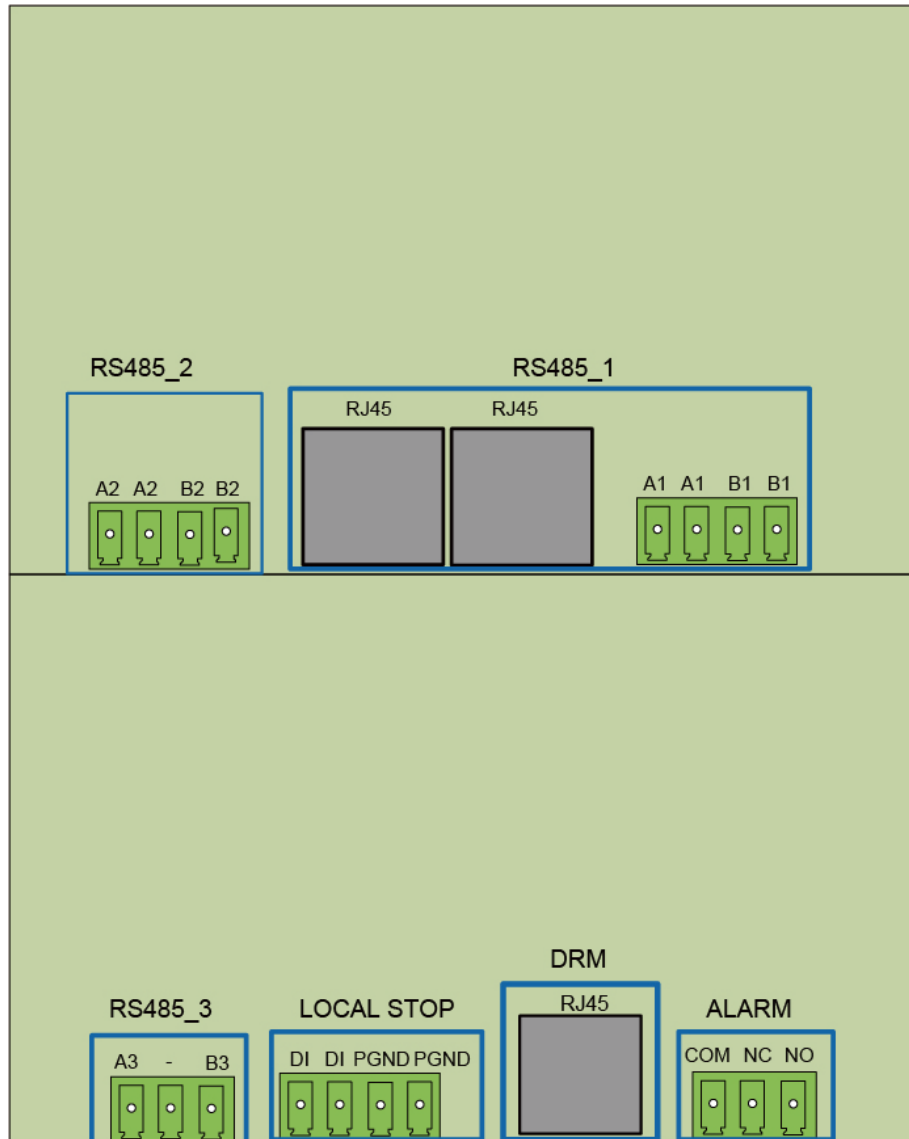 RS485_2
RS485_1
RJ45 RJ45
A2 A2 B2 B2
A1 A1 B1 B1
DRM
RS485_3
LOCAL STOP
RJ45
ALARM
A3 - B3
DI DI PGND PGND
COM NC NO